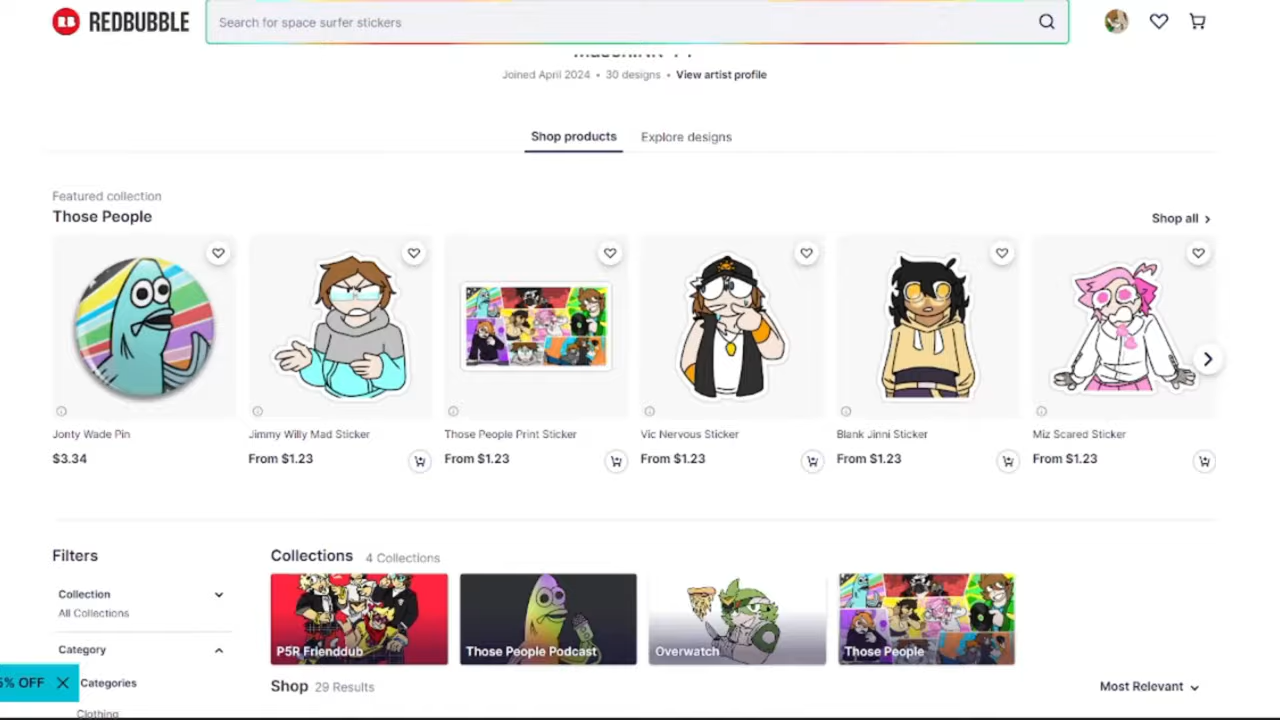 RB REDBUBBLE
Search for space surfer stickers
Joined April 2024 • 30 designs • View artist profile
Shop products
Explore designs
Featured collection
Those People
Shop all
Jonty Wade Pin
Jimmy Willy Mad Sticker
Those People Print Sticker
Vic Nervous Sticker
Blank Jinni Sticker
Miz Scared Sticker
$3.34
From $1.23
From $1.23
From $1.23
From $1.23
From $1.23
Filters
Collections 4 Collections
Collection
All Collections
P5R Frienddub
Those People Podcast
Overwatch
Those People
Category
5% OFF
Categories
Shop 29 Results
Most Relevant
Clothing